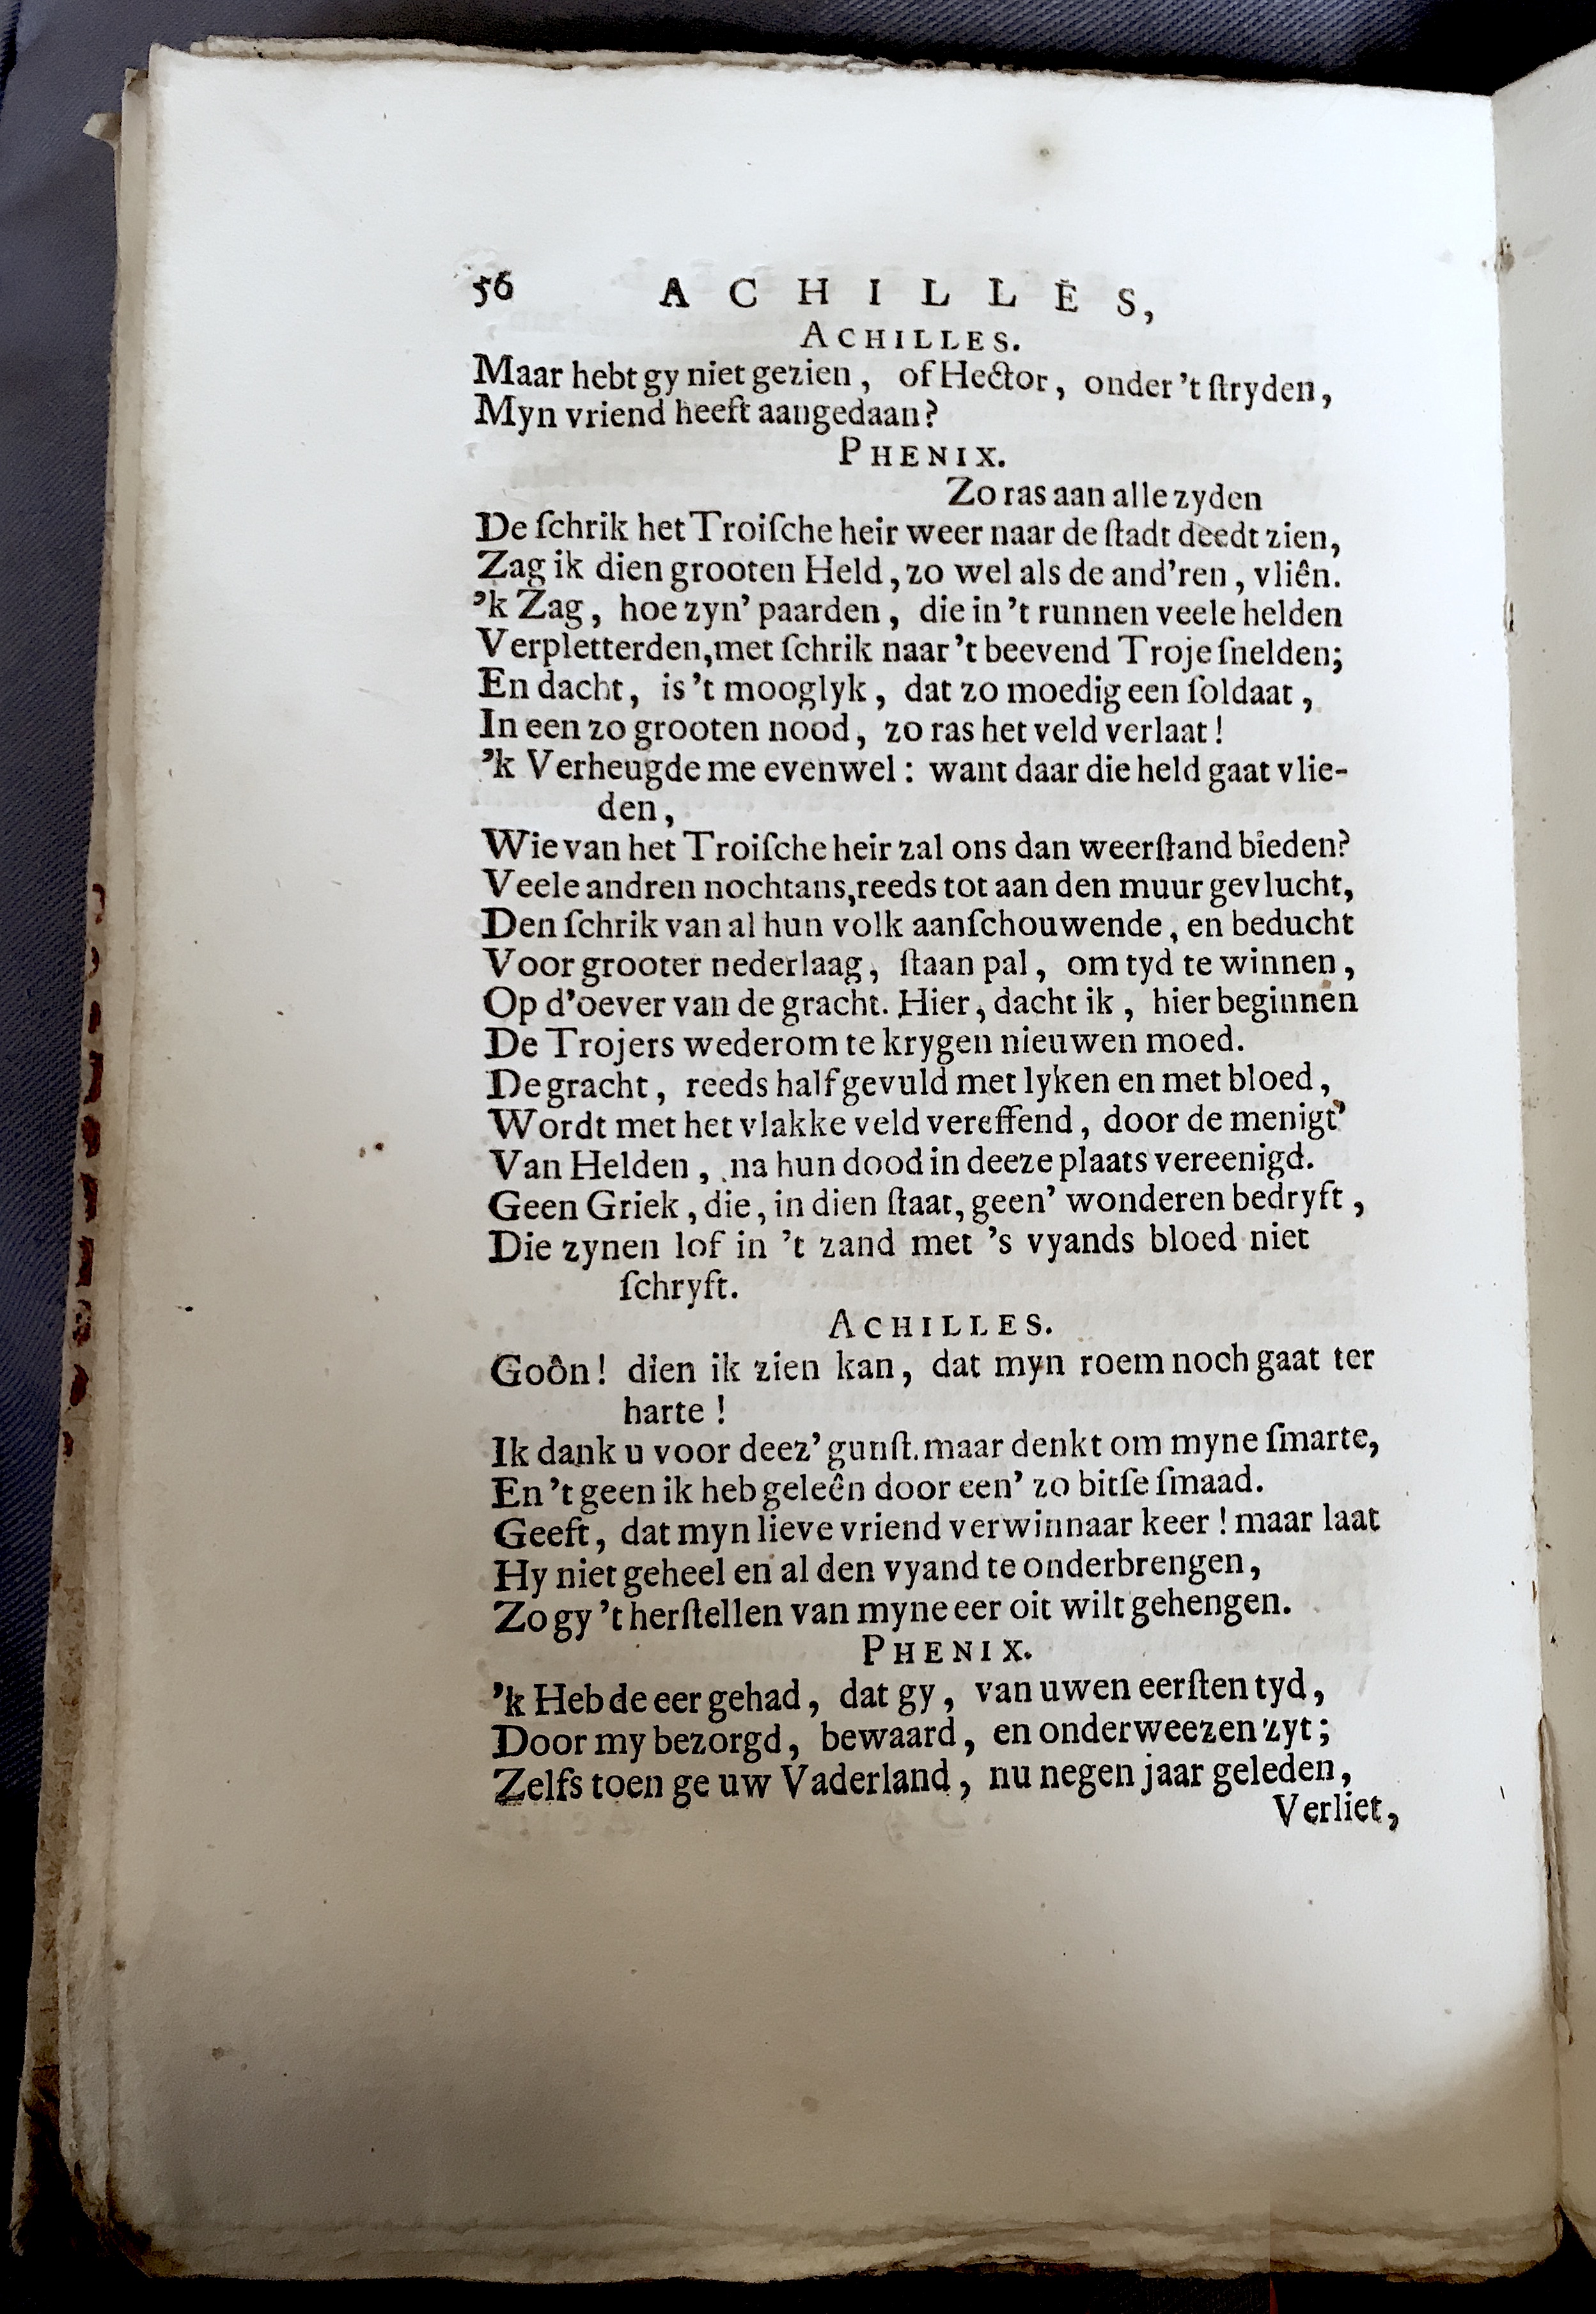 56 ACHILLES,
ACHILLES.
Maar hebt gy niet gezien, of Hector, onder 't ſtryden,
Myn vriend heeft aangedaan?
PHENIX.
Zo ras aan alle zyden
De ſchrik het Troiſche heir weer naar de ſtadt deedt zien,
Zag ik dien grooten Held, zo wel als de and'ren, vliên.
'k Zag, hoe zyn' paarden, die in 't runnen veele helden
Verpletterden, met ſchrik naar 't beevend Troje ſnelden;
En dacht, is 't mooglyk, dat zo moedig een ſoldaat,
In een zo grooten nood, zo ras het veld verlaat!
'k Verheugde me evenwel: want daar die held gaat vlie-
den,
Wie van het Troiſche heir zal ons dan weerſtand bieden?
Veele andren nochtans, reeds tot aan den muur gevlucht,
Den ſchrik van al hun volk aanſchouwende, en beducht
Voor grooter nederlaag, ſtaan pal, om tyd te winnen,
Op d'oever van de gracht. Hier, dacht ik, hier beginnen
De Trojers wederom te krygen nieuwen moed.
De gracht, reeds half gevuld met lyken en met bloed,
Wordt met het vlakke veld vereffend, door de menigt'
Van Helden, na hun dood in deeze plaats vereenigd.
Geen Griek, die, in dien ſtaat, geen' wonderen bedryft,
Die zynen lof in 't zand met 's vyands bloed niet
ſchryft.
ACHILLES.
Goôn! dien ik zien kan, dat myn roem noch gaat ter
harte!
Ik dank u voor deez' gunſt. maar denkt om myne ſmarte,
En 't geen ik heb geleên door een' zo bitſe ſmaad.
Geeft, dat myn lieve vriend verwinnaar keer! maar laat
Hy niet geheel en al den vyand te onderbrengen,
Zo gy 't herſtellen van myne eer oit wilt gehengen.
PHENIX.
'k Heb de eer gehad, dat gy, van uwen eerſten tyd,
Door my bezorgd, bewaard, en onderweezen zyt;
Zelfs toen ge uw Vaderland, nu negen jaar geleden,
Verliet,